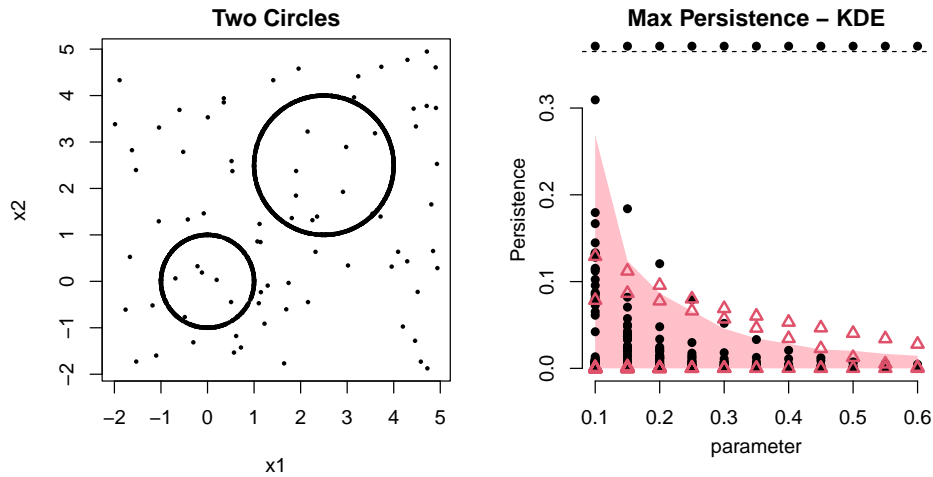 Two Circles
x2
5
4
3
2
1
0
−1
−2
−2 −1 0 1 2 3 4 5
x1
Max Persistence − KDE
Persistence
0.3
0.2
0.1
0.0
0.1 0.2 0.3 0.4 0.5 0.6
parameter